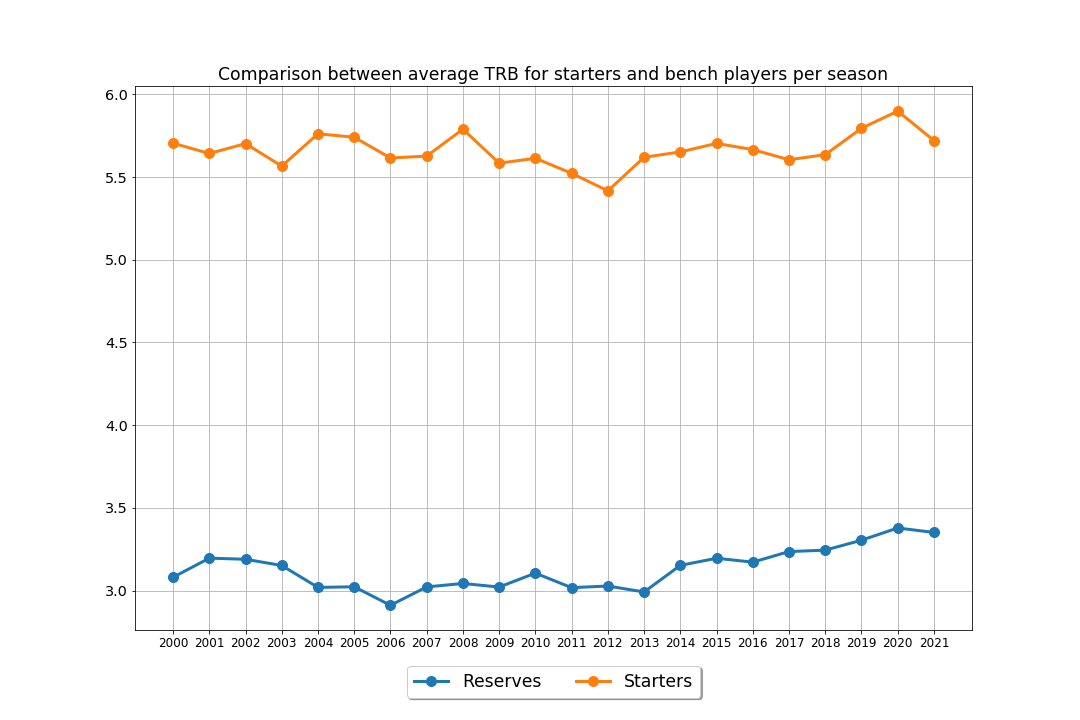 Comparison between average TRB for starters and bench players per season
6.0
5.5
5.0
4.5
4.0
3.5
3.0
2000 2001 2002 2003 2004 2005 2006 2007 2008 2009 2010 2011 2012 2013 2014 2015 2016 2017 2018 2019 2020 2021
Reserves Starters